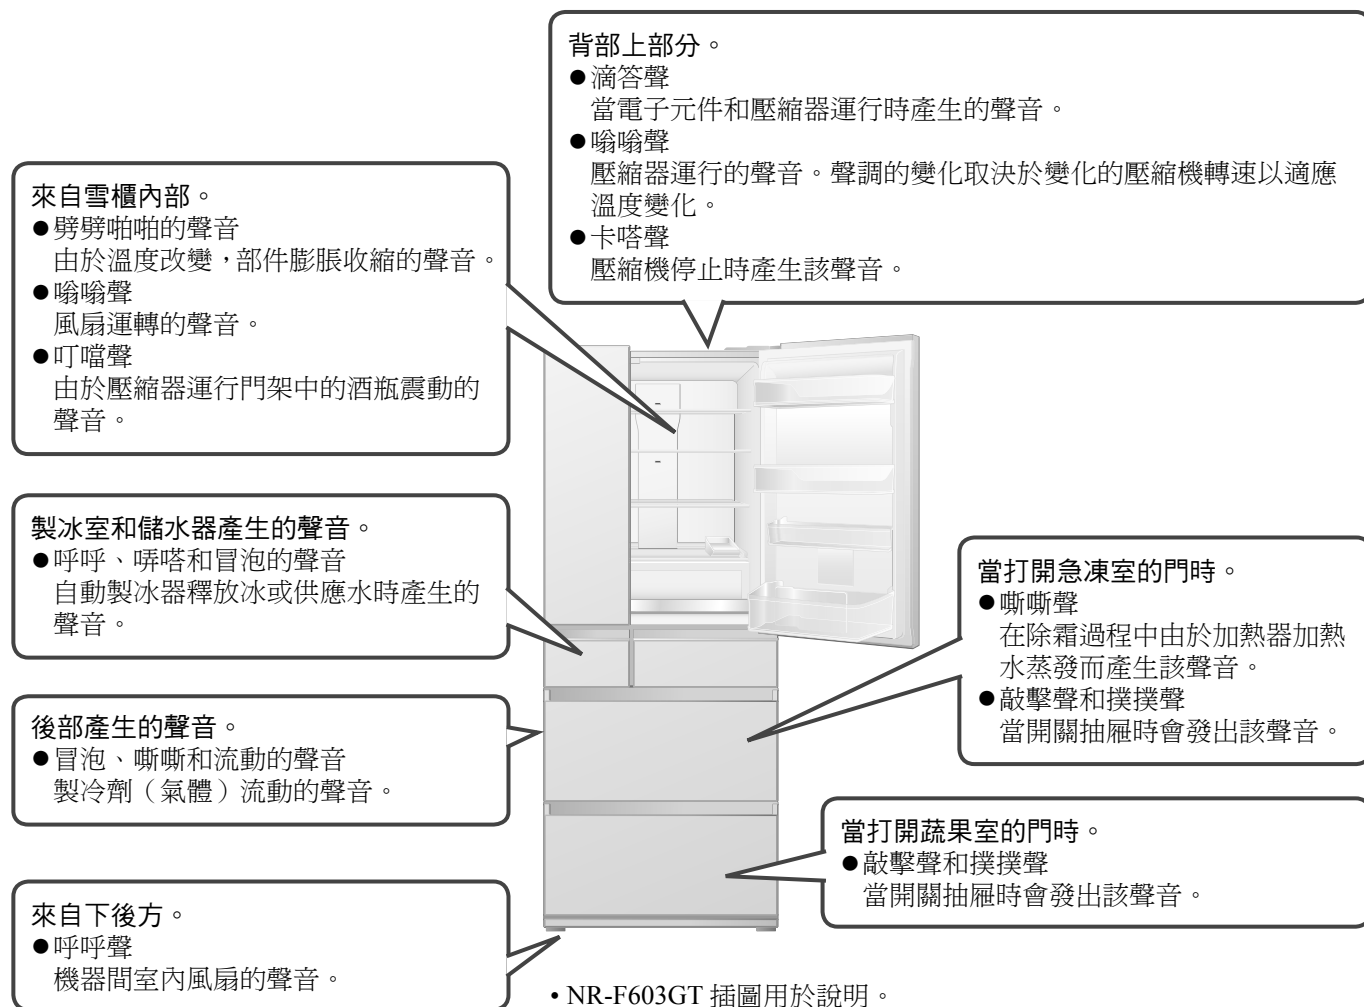 背部上部分。
●滴答聲
當電子元件和壓縮器運行時產生的聲音。
●嗡嗡聲
壓縮器運行的聲音。聲調的變化取決於變化的壓縮機轉速以適應
溫度變化。
●卡嗒聲
壓縮機停止時產生該聲音。
來自雪櫃內部。
●劈劈啪啪的聲音
由於溫度改變，部件膨脹收縮的聲音。
●嗡嗡聲
風扇運轉的聲音。
●叮噹聲
由於壓縮器運行門架中的酒瓶震動的
聲音。
製冰室和儲水器產生的聲音。
●呼呼、哢嗒和冒泡的聲音
自動製冰器釋放冰或供應水時產生的
聲音。
當打開急凍室的門時。
●嘶嘶聲
在除霜過程中由於加熱器加熱
水蒸發而產生該聲音。
●敲擊聲和撲撲聲
當開關抽屜時會發出該聲音。
後部產生的聲音。
●冒泡、嘶嘶和流動的聲音
製冷劑（氣體）流動的聲音。
當打開蔬果室的門時。
●敲擊聲和撲撲聲
當開關抽屜時會發出該聲音。
來自下後方。
●呼呼聲
機器間室內風扇的聲音。
• NR-F603GT 插圖用於說明。